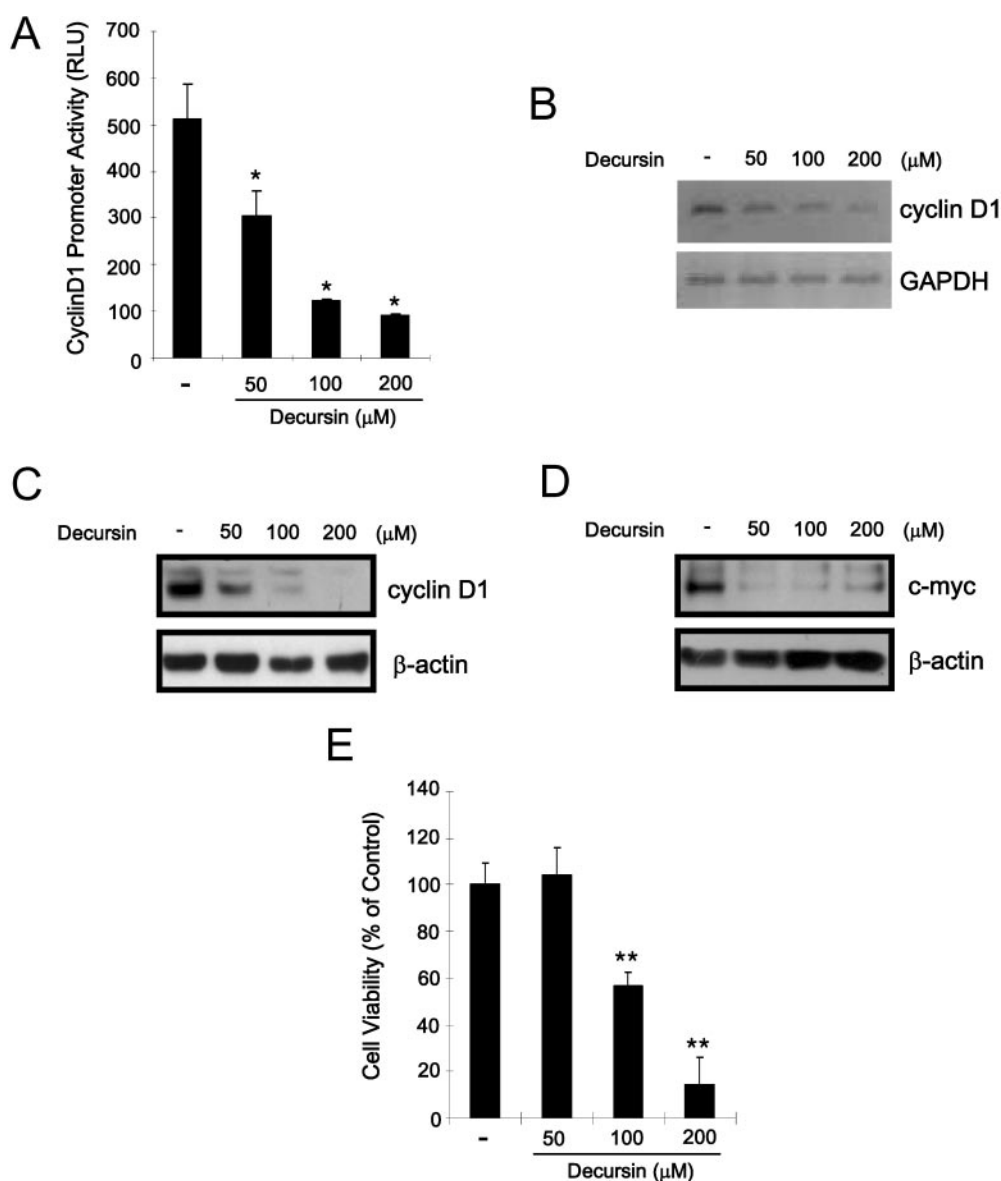 A
CyclinD1 Promoter Activity (RLU)
700
600
500
400
300
200
100
0
*
*
*
-
50
100
200
Decursin (μM)
B
Decursin - 50 100 200 (μM)
cyclin D1
GAPDH
C
Decursin - 50 100 200 (μM)
cyclin D1
β-actin
D
Decursin - 50 100 200 (μM)
c-myc
β-actin
E
Cell Viability (% of Control)
140
120
100
80
60
40
20
0
**
**
-
50
100
200
Decursin (μM)